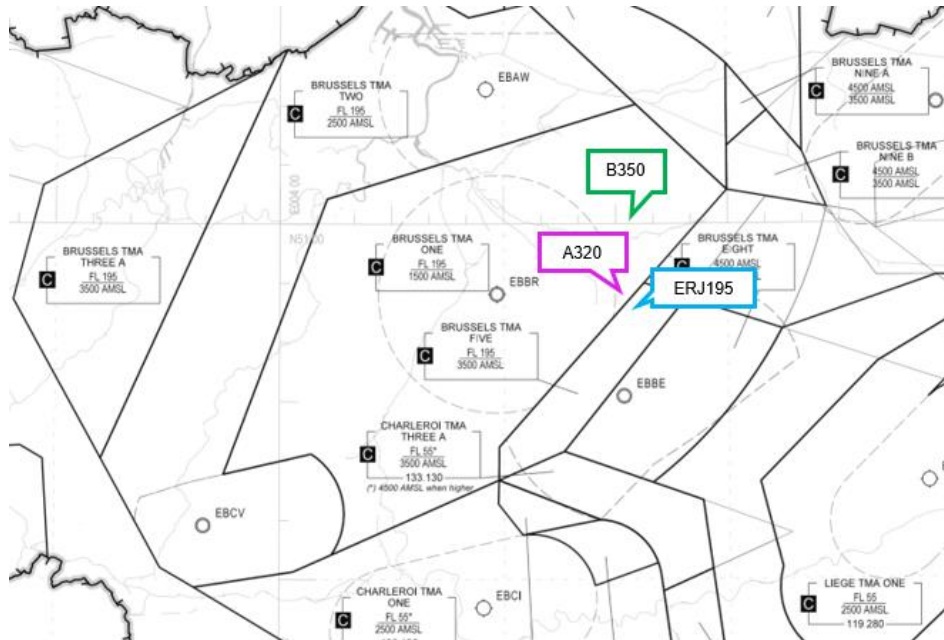 EBAW
BRUSSELS TMA
TWO
FL 195
2500 AMSL
C
BRUSSELS TMA
NINE A
4500 AMSL
3500 AMSL
C
BRUSSELS TMA
NINE B
4500 AMSL
3500 AMSL
C
B350
E004 00
N51 00
BRUSSELS TMA
THREE A
FL 195
3500 AMSL
C
BRUSSELS TMA
ONE
FL 195
1500 AMSL
C
A320
BRUSSELS TMA
EIGHT
4500 AMSL
C
ERJ195
EBBR
BRUSSELS TMA
FIVE
FL 195
3500 AMSL
C
EBBE
CHARLEROI TMA
THREE A
FL 55*
3500 AMSL
133.130
(*) 4500 AMSL when higher
C
EBCV
CHARLEROI TMA
ONE
FL 55*
2500 AMSL
C
EBCI
LIEGE TMA ONE
FL 55
2500 AMSL
119 280
C